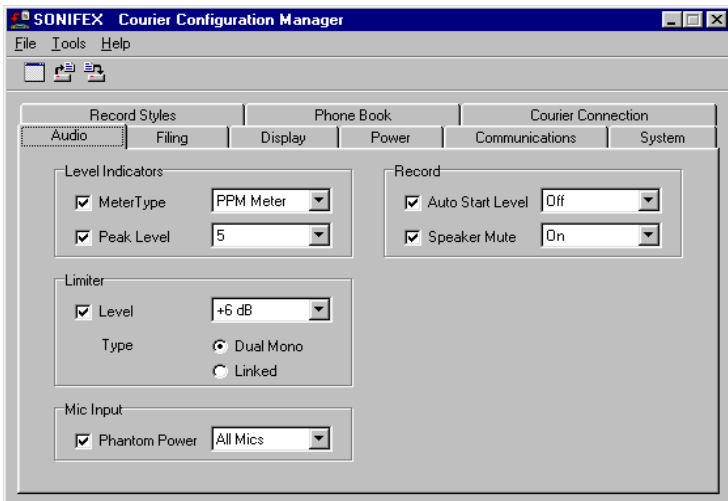 SONIFEX Courier Configuration Manager
File Tools Help
Record Styles Phone Book Courier Connection
Audio Filing Display Power Communications System
Level Indicators
MeterType PPM Meter
Peak Level 5
Record
Auto Start Level Off
Speaker Mute On
Limiter
Level +6 dB
Type Dual Mono
Linked
Mic Input
Phantom Power All Mics